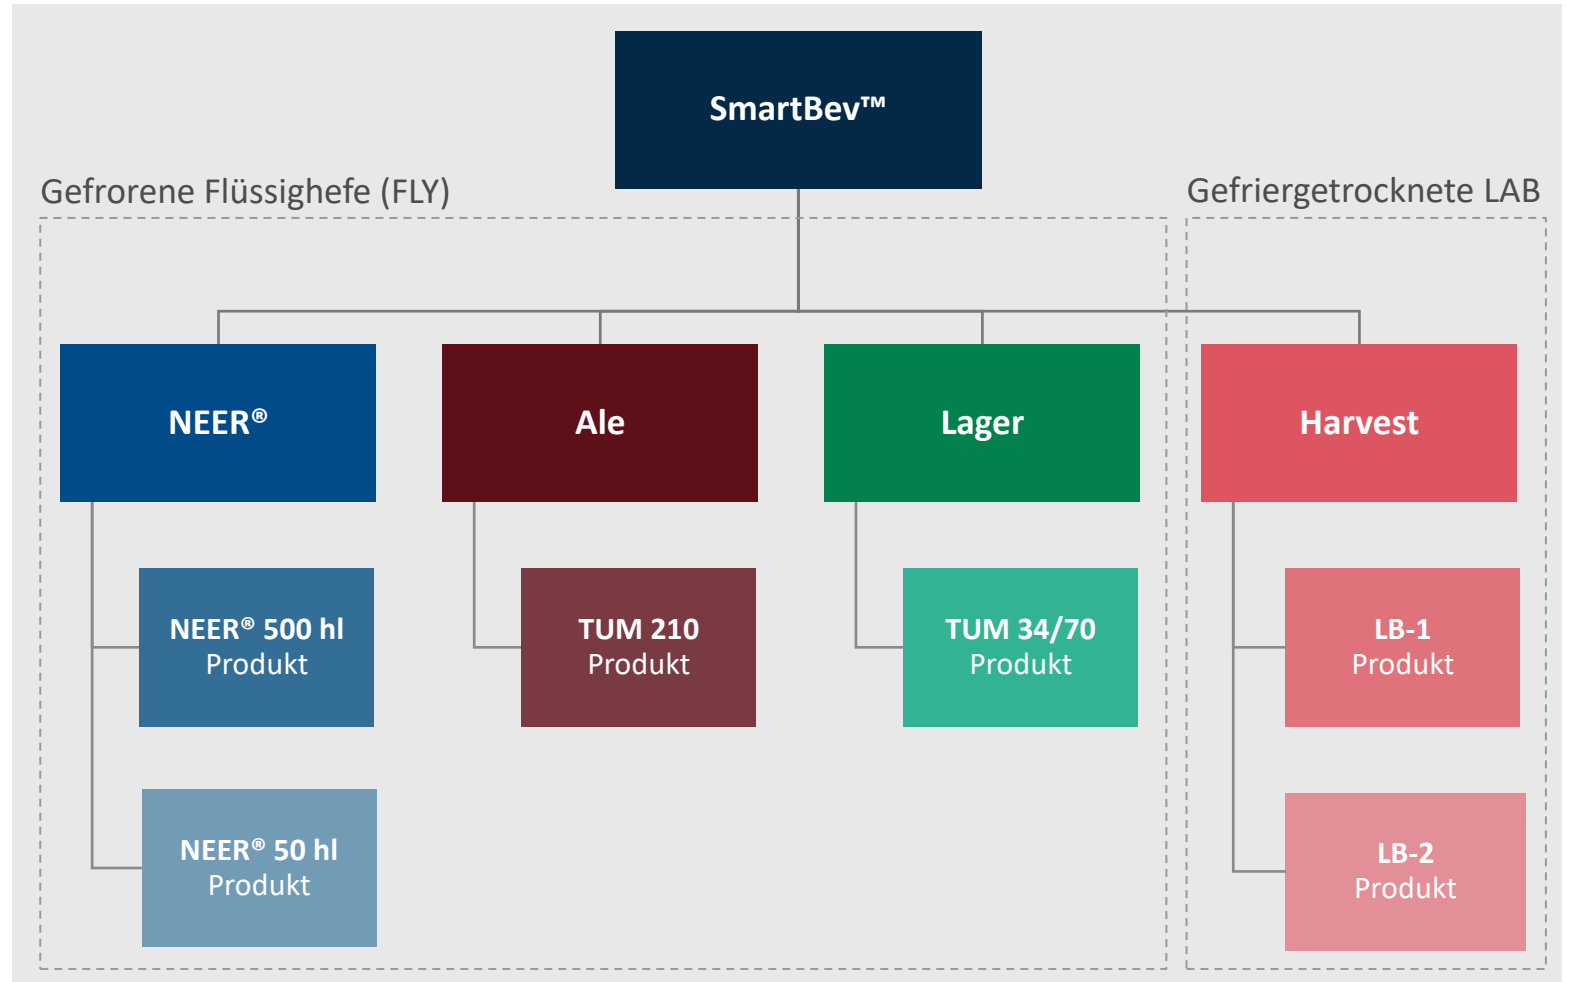 SmartBev™
Gefrorene Flüssighefe (FLY)
Gefriergetrocknete LAB
NEER®
Ale
Lager
Harvest
NEER® 500 hl
Produkt
TUM 210
Produkt
TUM 34/70
Produkt
LB-1
Produkt
NEER® 50 hl
Produkt
LB-2
Produkt